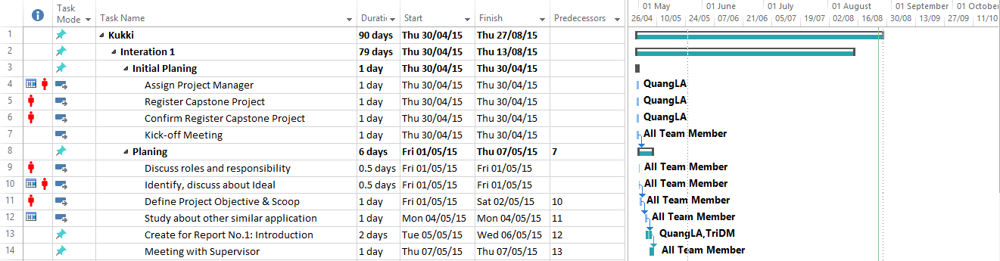 Task Mode Task Name Duratic Start Finish Predecessors 01 May 01 June 01 July 01 August 01 September 01 October
26/04 10/05 24/05 07/06 21/06 05/07 19/07 02/08 16/08 30/08 13/09 27/09 11/10
1 Kukki 90 days Thu 30/04/15 Thu 27/08/15
2 Interation 1 79 days Thu 30/04/15 Thu 13/08/15
3 Initial Planing 1 day Thu 30/04/15 Thu 30/04/15
4 Assign Project Manager 1 day Thu 30/04/15 Thu 30/04/15 QuangLA
5 Register Capstone Project 1 day Thu 30/04/15 Thu 30/04/15 QuangLA
6 Confirm Register Capstone Project 1 day Thu 30/04/15 Thu 30/04/15 QuangLA
7 Kick-off Meeting 1 day Thu 30/04/15 Thu 30/04/15 All Team Member
8 Planing 6 days Fri 01/05/15 Thu 07/05/15 7
9 Discuss roles and responsibility 0.5 days Fri 01/05/15 Fri 01/05/15 All Team Member
10 Identify, discuss about Ideal 0.5 days Fri 01/05/15 Fri 01/05/15 All Team Member
11 Define Project Objective & Scoop 1 day Fri 01/05/15 Sat 02/05/15 10 All Team Member
12 Study about other similar application 1 day Mon 04/05/15 Mon 04/05/15 11 All Team Member
13 Create for Report No.1: Introduction 2 days Tue 05/05/15 Wed 06/05/15 12 QuangLA,TriDM
14 Meeting with Supervisor 1 day Thu 07/05/15 Thu 07/05/15 13 All Team Member